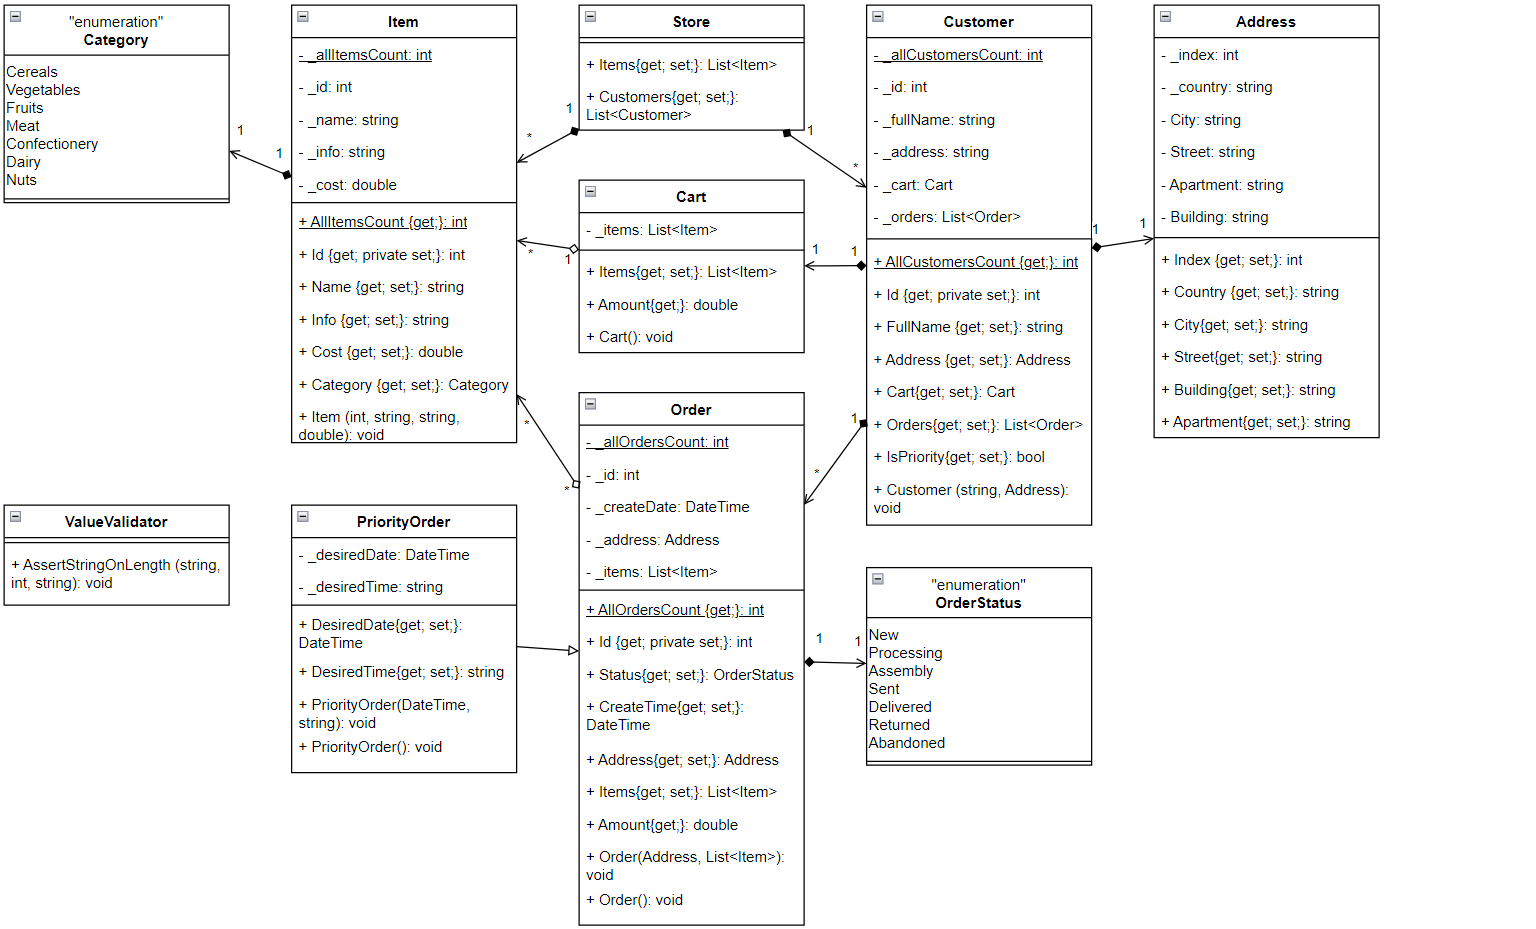 "enumeration"
Category
Cereals
Vegetables
Fruits
Meat
Confectionery
Dairy
Nuts
1
1
Item
- _allItemsCount: int
- _id: int
- _name: string
- _info: string
- _cost: double
+ AllItemsCount {get;}: int
+ Id {get; private set;}: int
+ Name {get; set;}: string
+ Info {get; set;}: string
+ Cost {get; set;}: double
+ Category {get; set;}: Category
+ Item (int, string, string,
double): void
Store
+ Items{get; set;}: List<Item>
+ Customers{get; set;}:
List<Customer>
1
*
1
*
Cart
- _items: List<Item>
+ Items{get; set;}: List<Item>
+ Amount{get;}: double
+ Cart(): void
*
1
1
1
Customer
- _allCustomersCount: int
- _id: int
- _fullName: string
- _address: string
- _cart: Cart
- _orders: List<Order>
+ AllCustomersCount {get;}: int
+ Id {get; private set;}: int
+ FullName {get; set;}: string
+ Address {get; set;}: Address
+ Cart{get; set;}: Cart
+ Orders{get; set;}: List<Order>
+ IsPriority{get; set;}: bool
+ Customer (string, Address):
void
1
1
Address
- _index: int
- _country: string
- City: string
- Street: string
- Apartment: string
- Building: string
+ Index {get; set;}: int
+ Country {get; set;}: string
+ City{get; set;}: string
+ Street{get; set;}: string
+ Building{get; set;}: string
+ Apartment{get; set;}: string
ValueValidator
+ AssertStringOnLength (string,
int, string): void
PriorityOrder
- _desiredDate: DateTime
- _desiredTime: string
+ DesiredDate{get; set;}:
DateTime
+ DesiredTime{get; set;}: string
+ PriorityOrder(DateTime,
string): void
+ PriorityOrder(): void
*
*
1
*
Order
- _allOrdersCount: int
- _id: int
- _createDate: DateTime
- _address: Address
- _items: List<Item>
+ AllOrdersCount {get;}: int
+ Id {get; private set;}: int
+ Status{get; set;}: OrderStatus
+ CreateTime{get; set;}:
DateTime
+ Address{get; set;}: Address
+ Items{get; set;}: List<Item>
+ Amount{get;}: double
+ Order(Address, List<Item>):
void
+ Order(): void
1
1
"enumeration"
OrderStatus
New
Processing
Assembly
Sent
Delivered
Returned
Abandoned